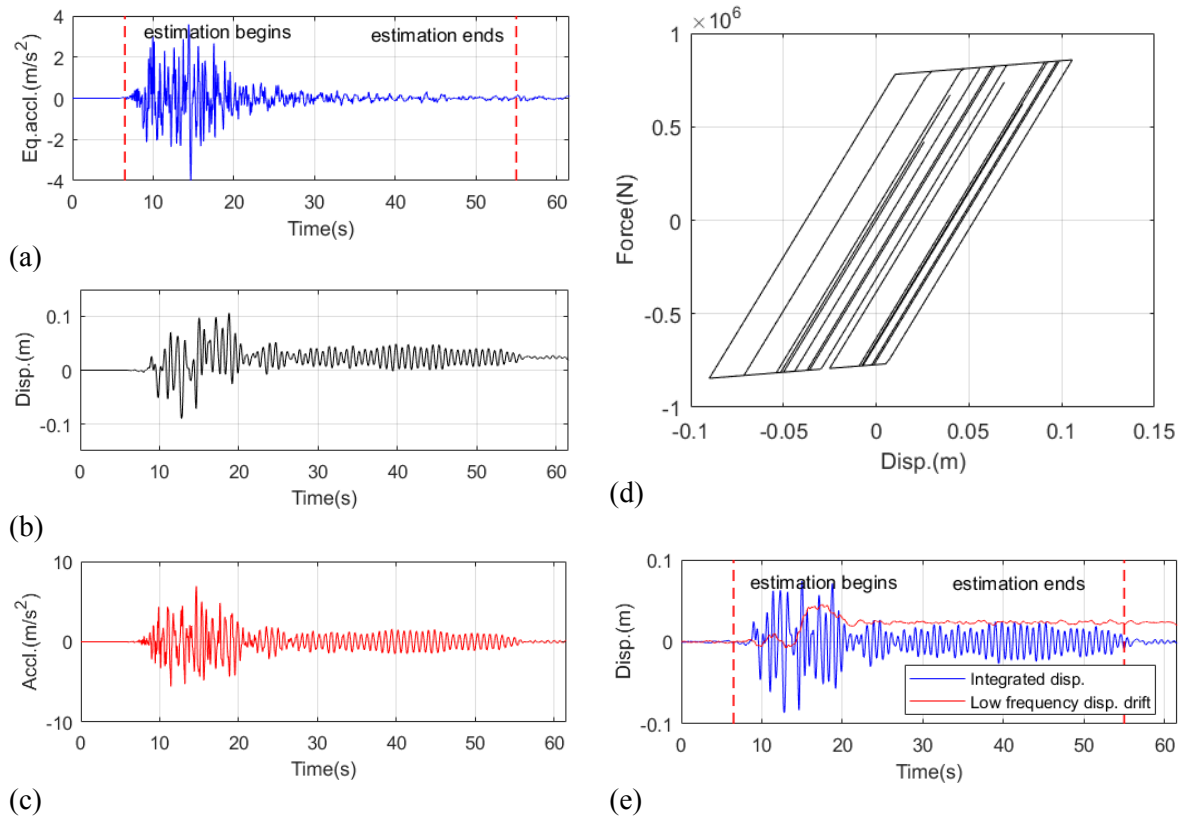 4
2
0
-2
-4
Eq.accl.(m/s²)
estimation begins
estimation ends
0
10
20
30
40
50
60
Time(s)
(a)
0.1
0
-0.1
Disp.(m)
0
10
20
30
40
50
60
Time(s)
(b)
10
0
-10
Accl.(m/s²)
0
10
20
30
40
50
60
Time(s)
(c)
×10⁶
1
0.5
0
-0.5
-1
Force(N)
-0.1
-0.05
0
0.05
0.1
0.15
Disp.(m)
(d)
0.1
0
-0.1
Disp.(m)
estimation begins
estimation ends
Integrated disp.
Low frequency disp. drift
0
10
20
30
40
50
60
Time(s)
(e)